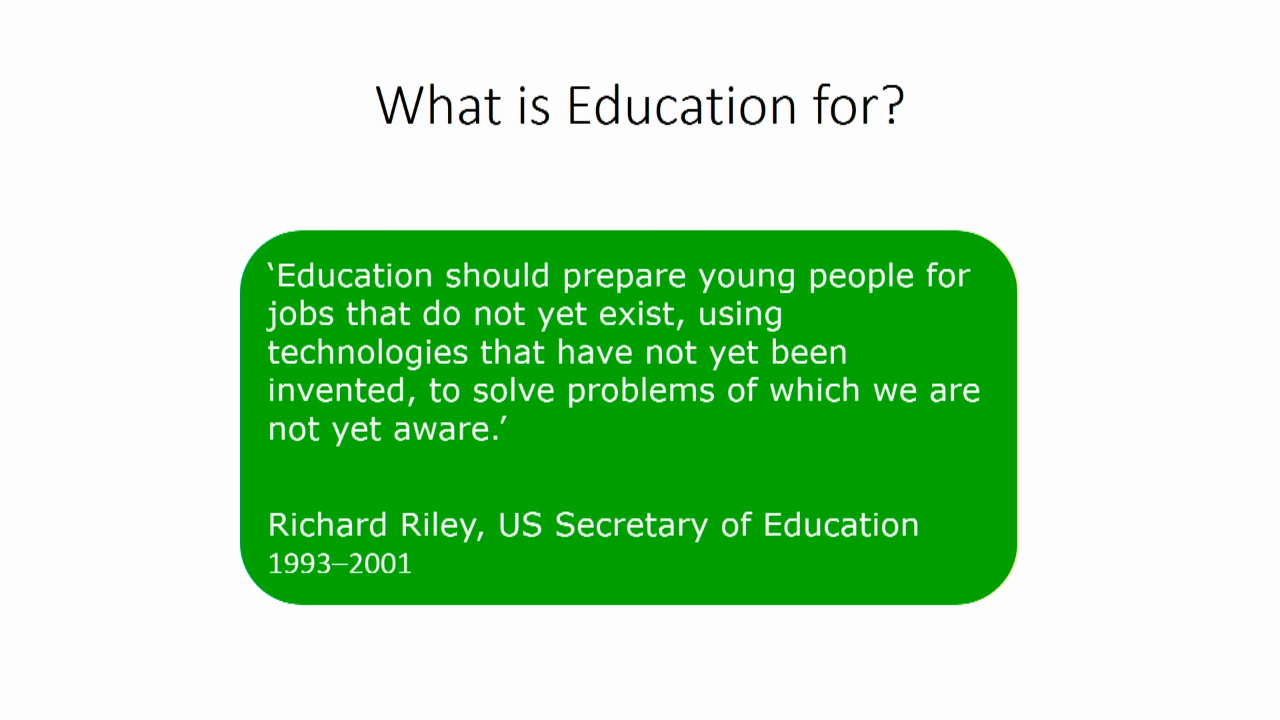 What is Education for?
‘Education should prepare young people for
jobs that do not yet exist, using
technologies that have not yet been
invented, to solve problems of which we are
not yet aware.’
Richard Riley, US Secretary of Education
1993–2001